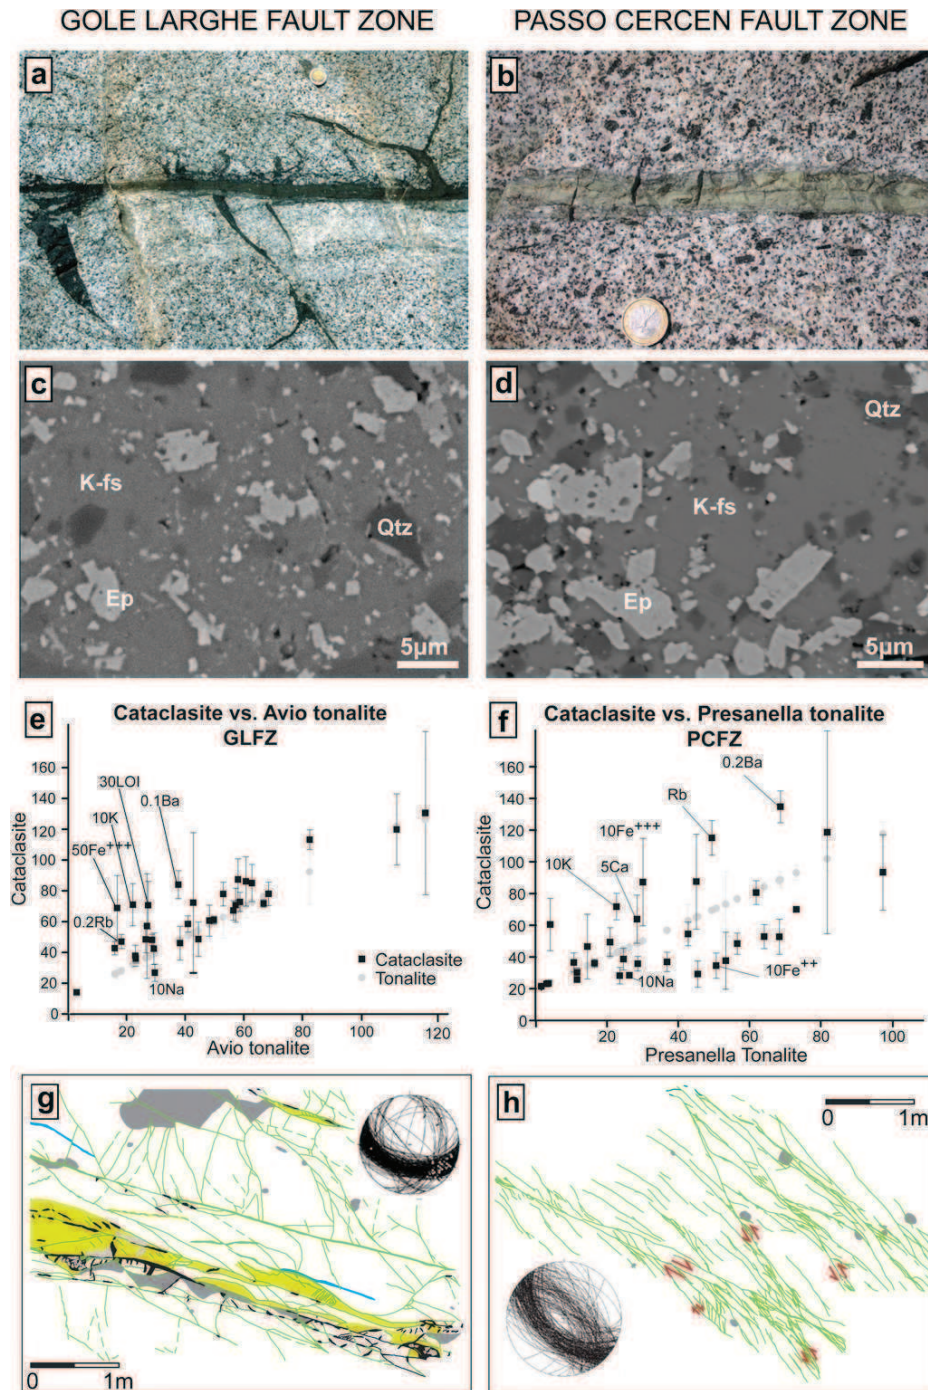 GOLE LARGHE FAULT ZONE
PASSO CERCEN FAULT ZONE
a
b
c
K-fs
Qtz
Ep
5µm
d
Qtz
K-fs
Ep
5µm
e
Cataclasite vs. Avio tonalite
GLFZ
Cataclasite
160
140
120
100
80
60
40
20
0
30LOI
0.1Ba
10K
50Fe+++
0.2Rb
10Na
Cataclasite
Tonalite
20
40
60
80
100
120
Avio tonalite
f
Cataclasite vs. Presanella tonalite
PCFZ
Cataclasite
160
140
120
100
80
60
40
20
0
0.2Ba
Rb
10Fe+++
10K
5Ca
10Fe++
10Na
20
40
60
80
100
Presanella Tonalite
g
0
1m
h
0
1m